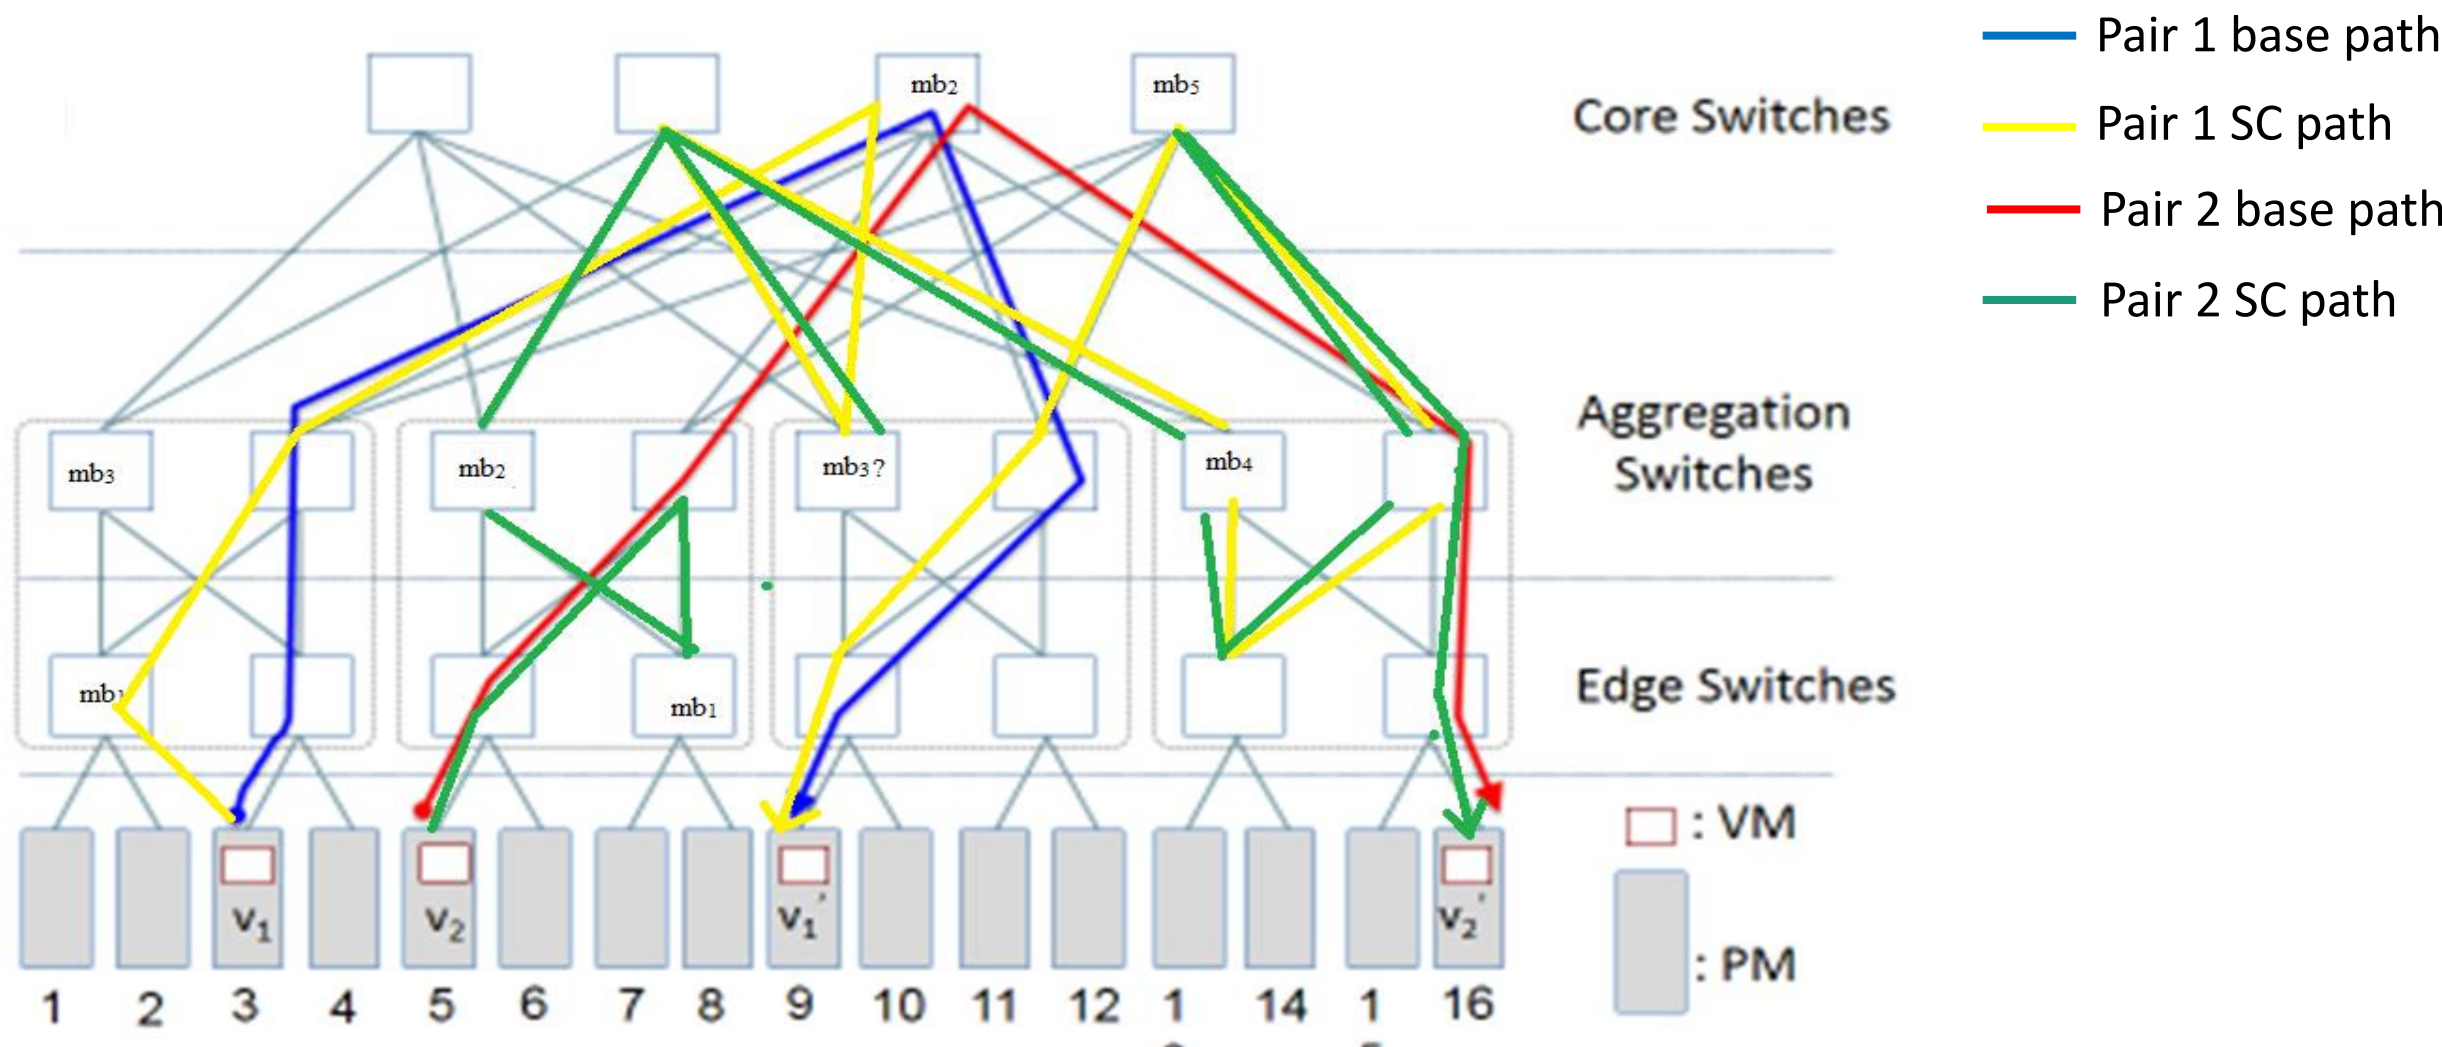 Pair 1 base path
mb2
mb5
Core Switches
Pair 1 SC path
Pair 2 base path
Pair 2 SC path
Aggregation
Switches
mb3
mb2
mb3?
mb4
Edge Switches
mb1
: VM
v1
v2
v1′
v2′
: PM
1 2 3 4 5 6 7 8 9 10 11 12 1 14 1 16